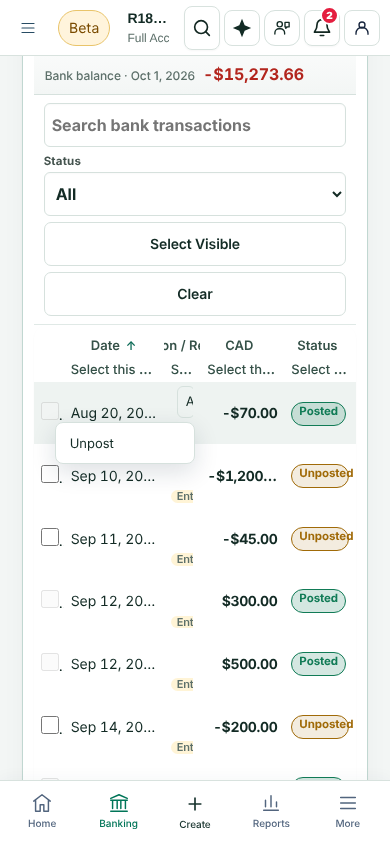 Beta
R18...
Full Acc
2
Bank balance · Oct 1, 2026 -$15,273.66
Search bank transactions
Status
All
Select Visible
Clear
Date ↑ on / Re CAD Status
Select this ... S... Select th... Select ...
A
Aug 20, 20... -$70.00 Posted
Unpost
Sep 10, 20... -$1,200... Unposted
Ent
Sep 11, 20... -$45.00 Unposted
Ent
Sep 12, 20... $300.00 Posted
Ent
Sep 12, 20... $500.00 Posted
Ent
Sep 14, 20... -$200.00 Unposted
Ent
Home Banking Create Reports More